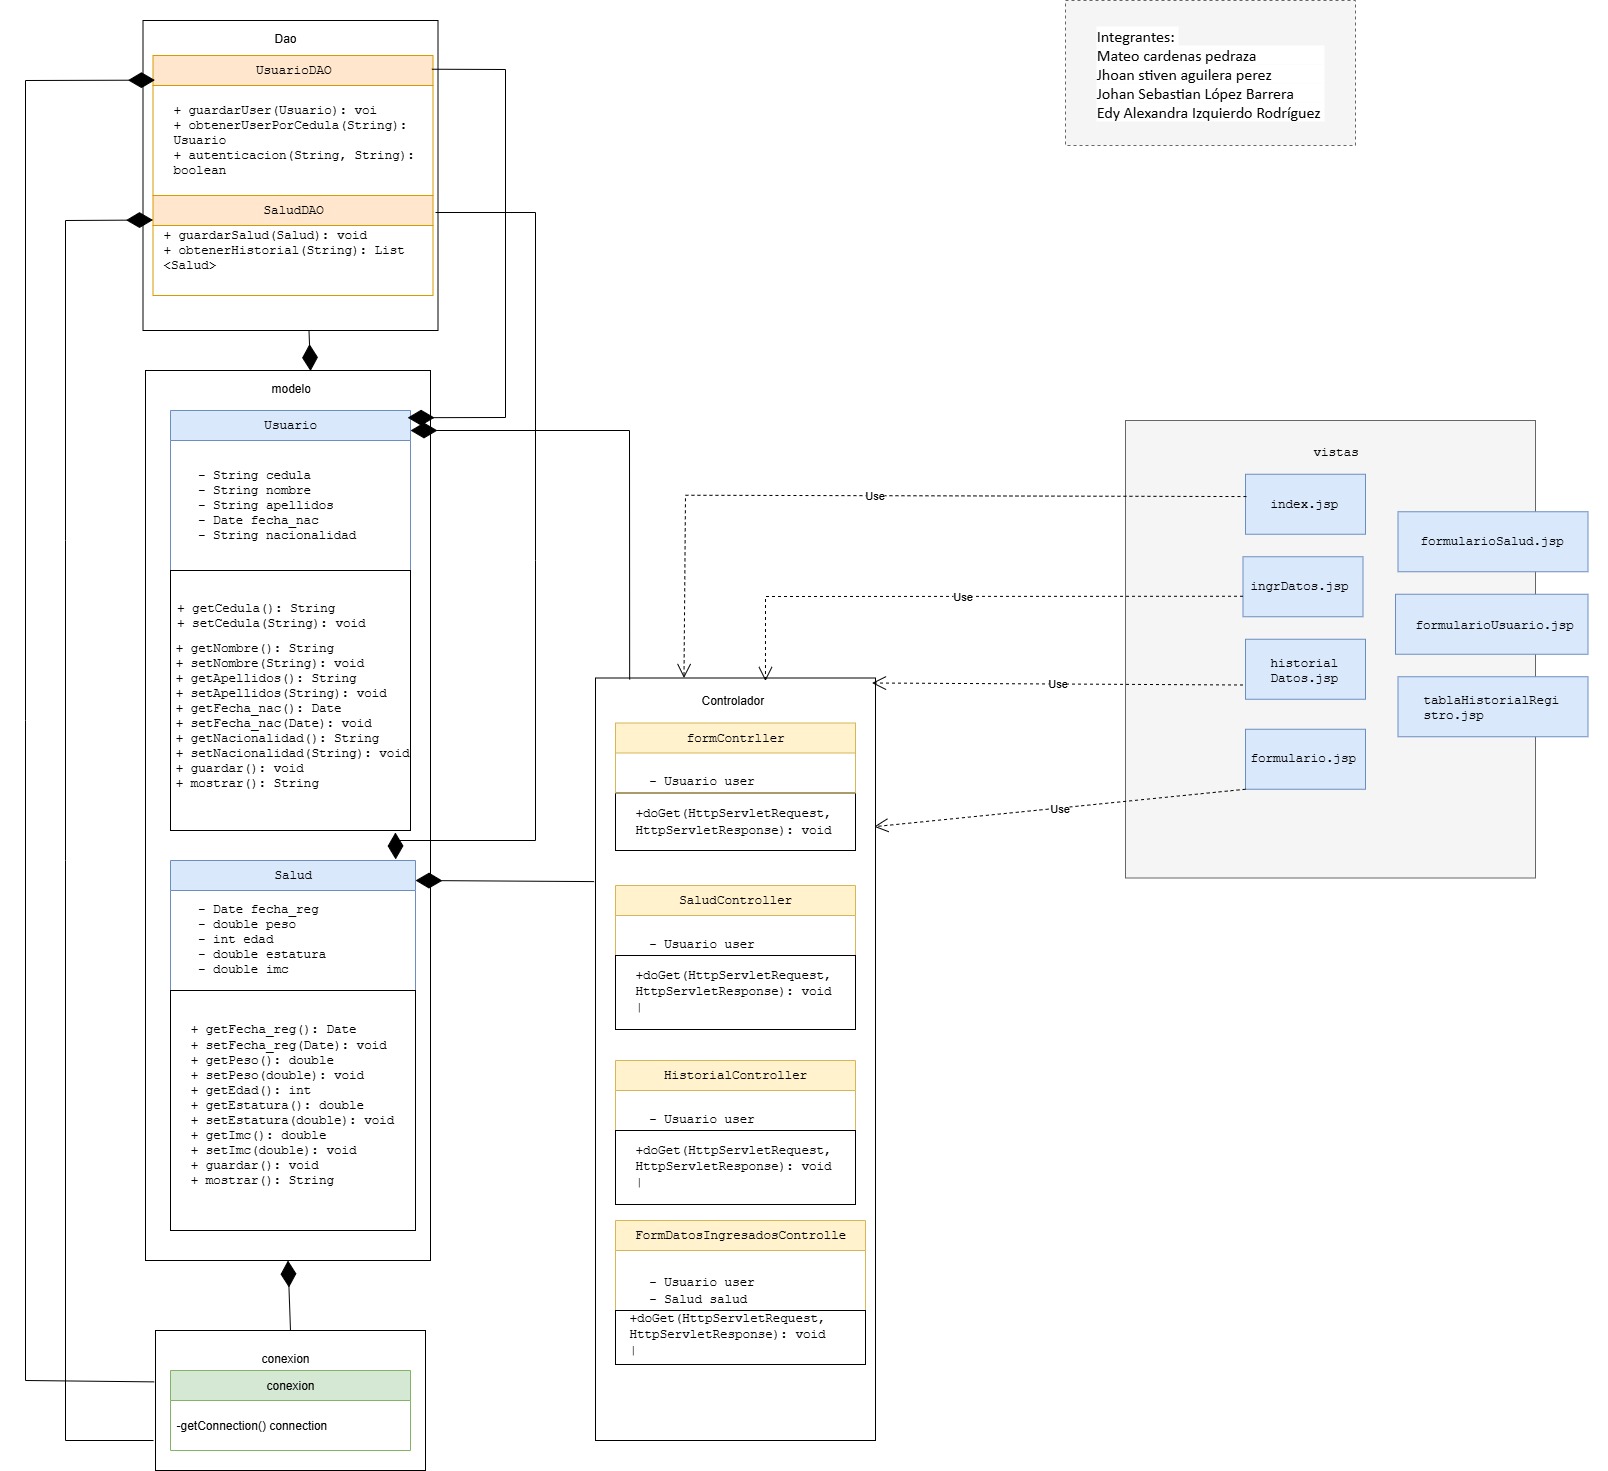 Dao
UsuarioDAO
+ guardarUser(Usuario): voi
+ obtenerUserPorCedula(String):
Usuario
+ autenticacion(String, String):
boolean
SaludDAO
+ guardarSalud(Salud): void
+ obtenerHistorial(String): List
<Salud>
Integrantes:
Mateo cardenas pedraza
Jhoan stiven aguilera perez
Johan Sebastian López Barrera
Edy Alexandra Izquierdo Rodríguez
modelo
Usuario
- String cedula
- String nombre
- String apellidos
- Date fecha_nac
- String nacionalidad
+ getCedula(): String
+ setCedula(String): void
+ getNombre(): String
+ setNombre(String): void
+ getApellidos(): String
+ setApellidos(String): void
+ getFecha_nac(): Date
+ setFecha_nac(Date): void
+ getNacionalidad(): String
+ setNacionalidad(String): void
+ guardar(): void
+ mostrar(): String
Salud
- Date fecha_reg
- double peso
- int edad
- double estatura
- double imc
+ getFecha_reg(): Date
+ setFecha_reg(Date): void
+ getPeso(): double
+ setPeso(double): void
+ getEdad(): int
+ getEstatura(): double
+ setEstatura(double): void
+ getImc(): double
+ setImc(double): void
+ guardar(): void
+ mostrar(): String
conexion
conexion
-getConnection() connection
Controlador
formContrller
- Usuario user
+doGet(HttpServletRequest,
HttpServletResponse): void
SaludController
- Usuario user
+doGet(HttpServletRequest,
HttpServletResponse): void
|
HistorialController
- Usuario user
+doGet(HttpServletRequest,
HttpServletResponse): void
|
FormDatosIngresadosControlle
- Usuario user
- Salud salud
+doGet(HttpServletRequest,
HttpServletResponse): void
|
Use
Use
Use
Use
vistas
index.jsp
ingrDatos.jsp
historial
Datos.jsp
formulario.jsp
formularioSalud.jsp
formularioUsuario.jsp
tablaHistorialRegi
stro.jsp